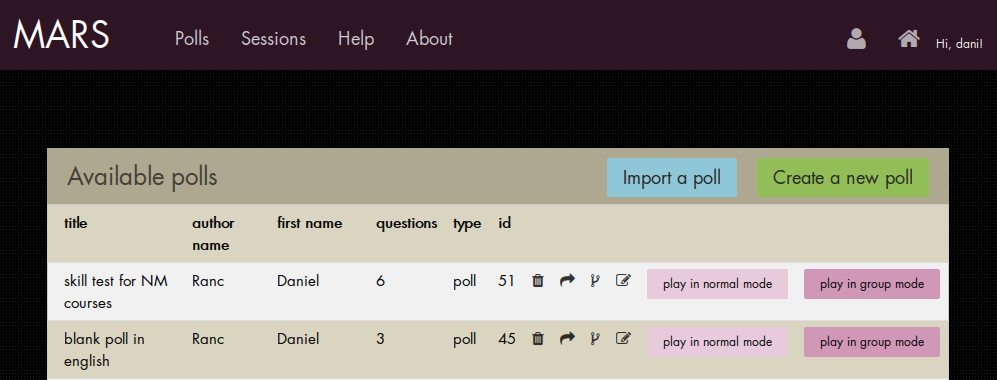 MARS Polls Sessions Help About Hi, dani!
Available polls Import a poll Create a new poll
title author name first name questions type id
skill test for NM courses Ranc Daniel 6 poll 51 play in normal mode play in group mode
blank poll in english Ranc Daniel 3 poll 45 play in normal mode play in group mode